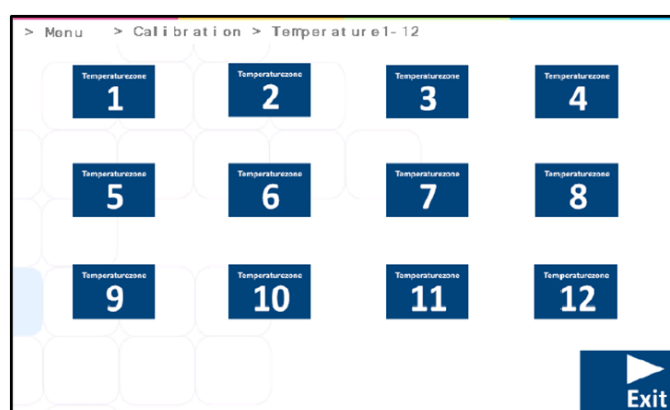 > Menu > Calibration > Temperature1-12
Temperaturezone Temperaturezone Temperaturezone Temperaturezone
1 2 3 4
Temperaturezone Temperaturezone Temperaturezone Temperaturezone
5 6 7 8
Temperaturezone Temperaturezone Temperaturezone Temperaturezone
9 10 11 12
Exit